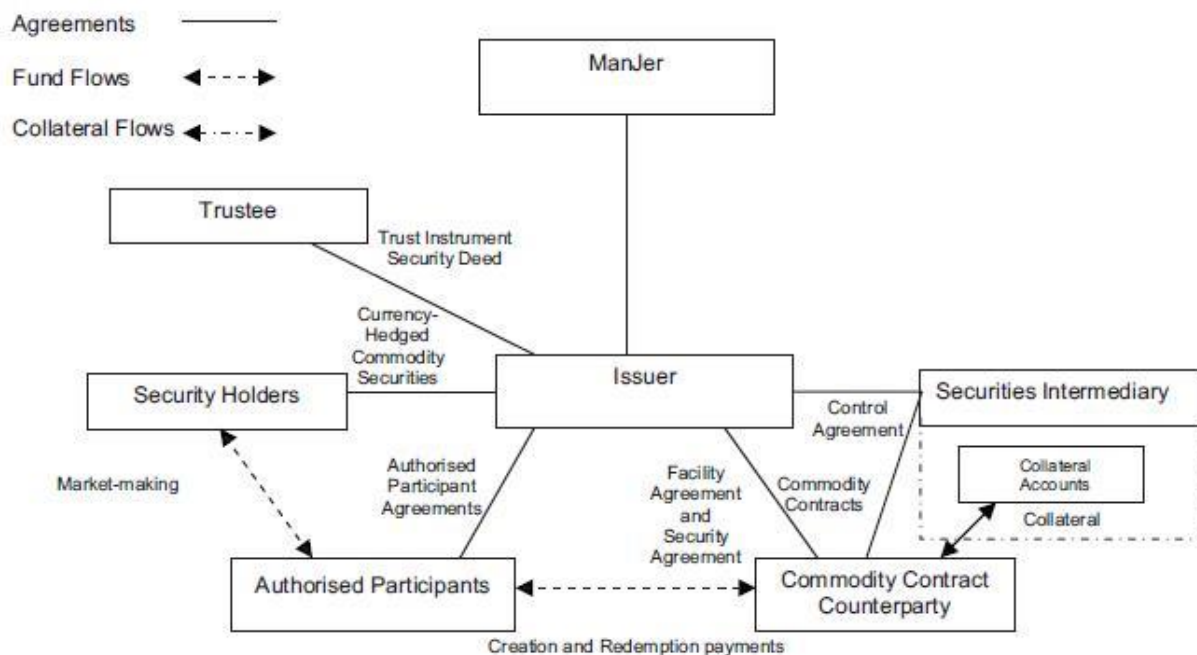 Agreements
Fund Flows
Collateral Flows
ManJer
Trustee
Trust Instrument
Security Deed
Currency-
Hedged
Commodity
Securities
Security Holders
Issuer
Securities Intermediary
Control
Agreement
Collateral
Accounts
Collateral
Market-making
Authorised
Participant
Agreements
Facility
Agreement
and
Security
Agreement
Commodity
Contracts
Authorised Participants
Commodity Contract
Counterparty
Creation and Redemption payments